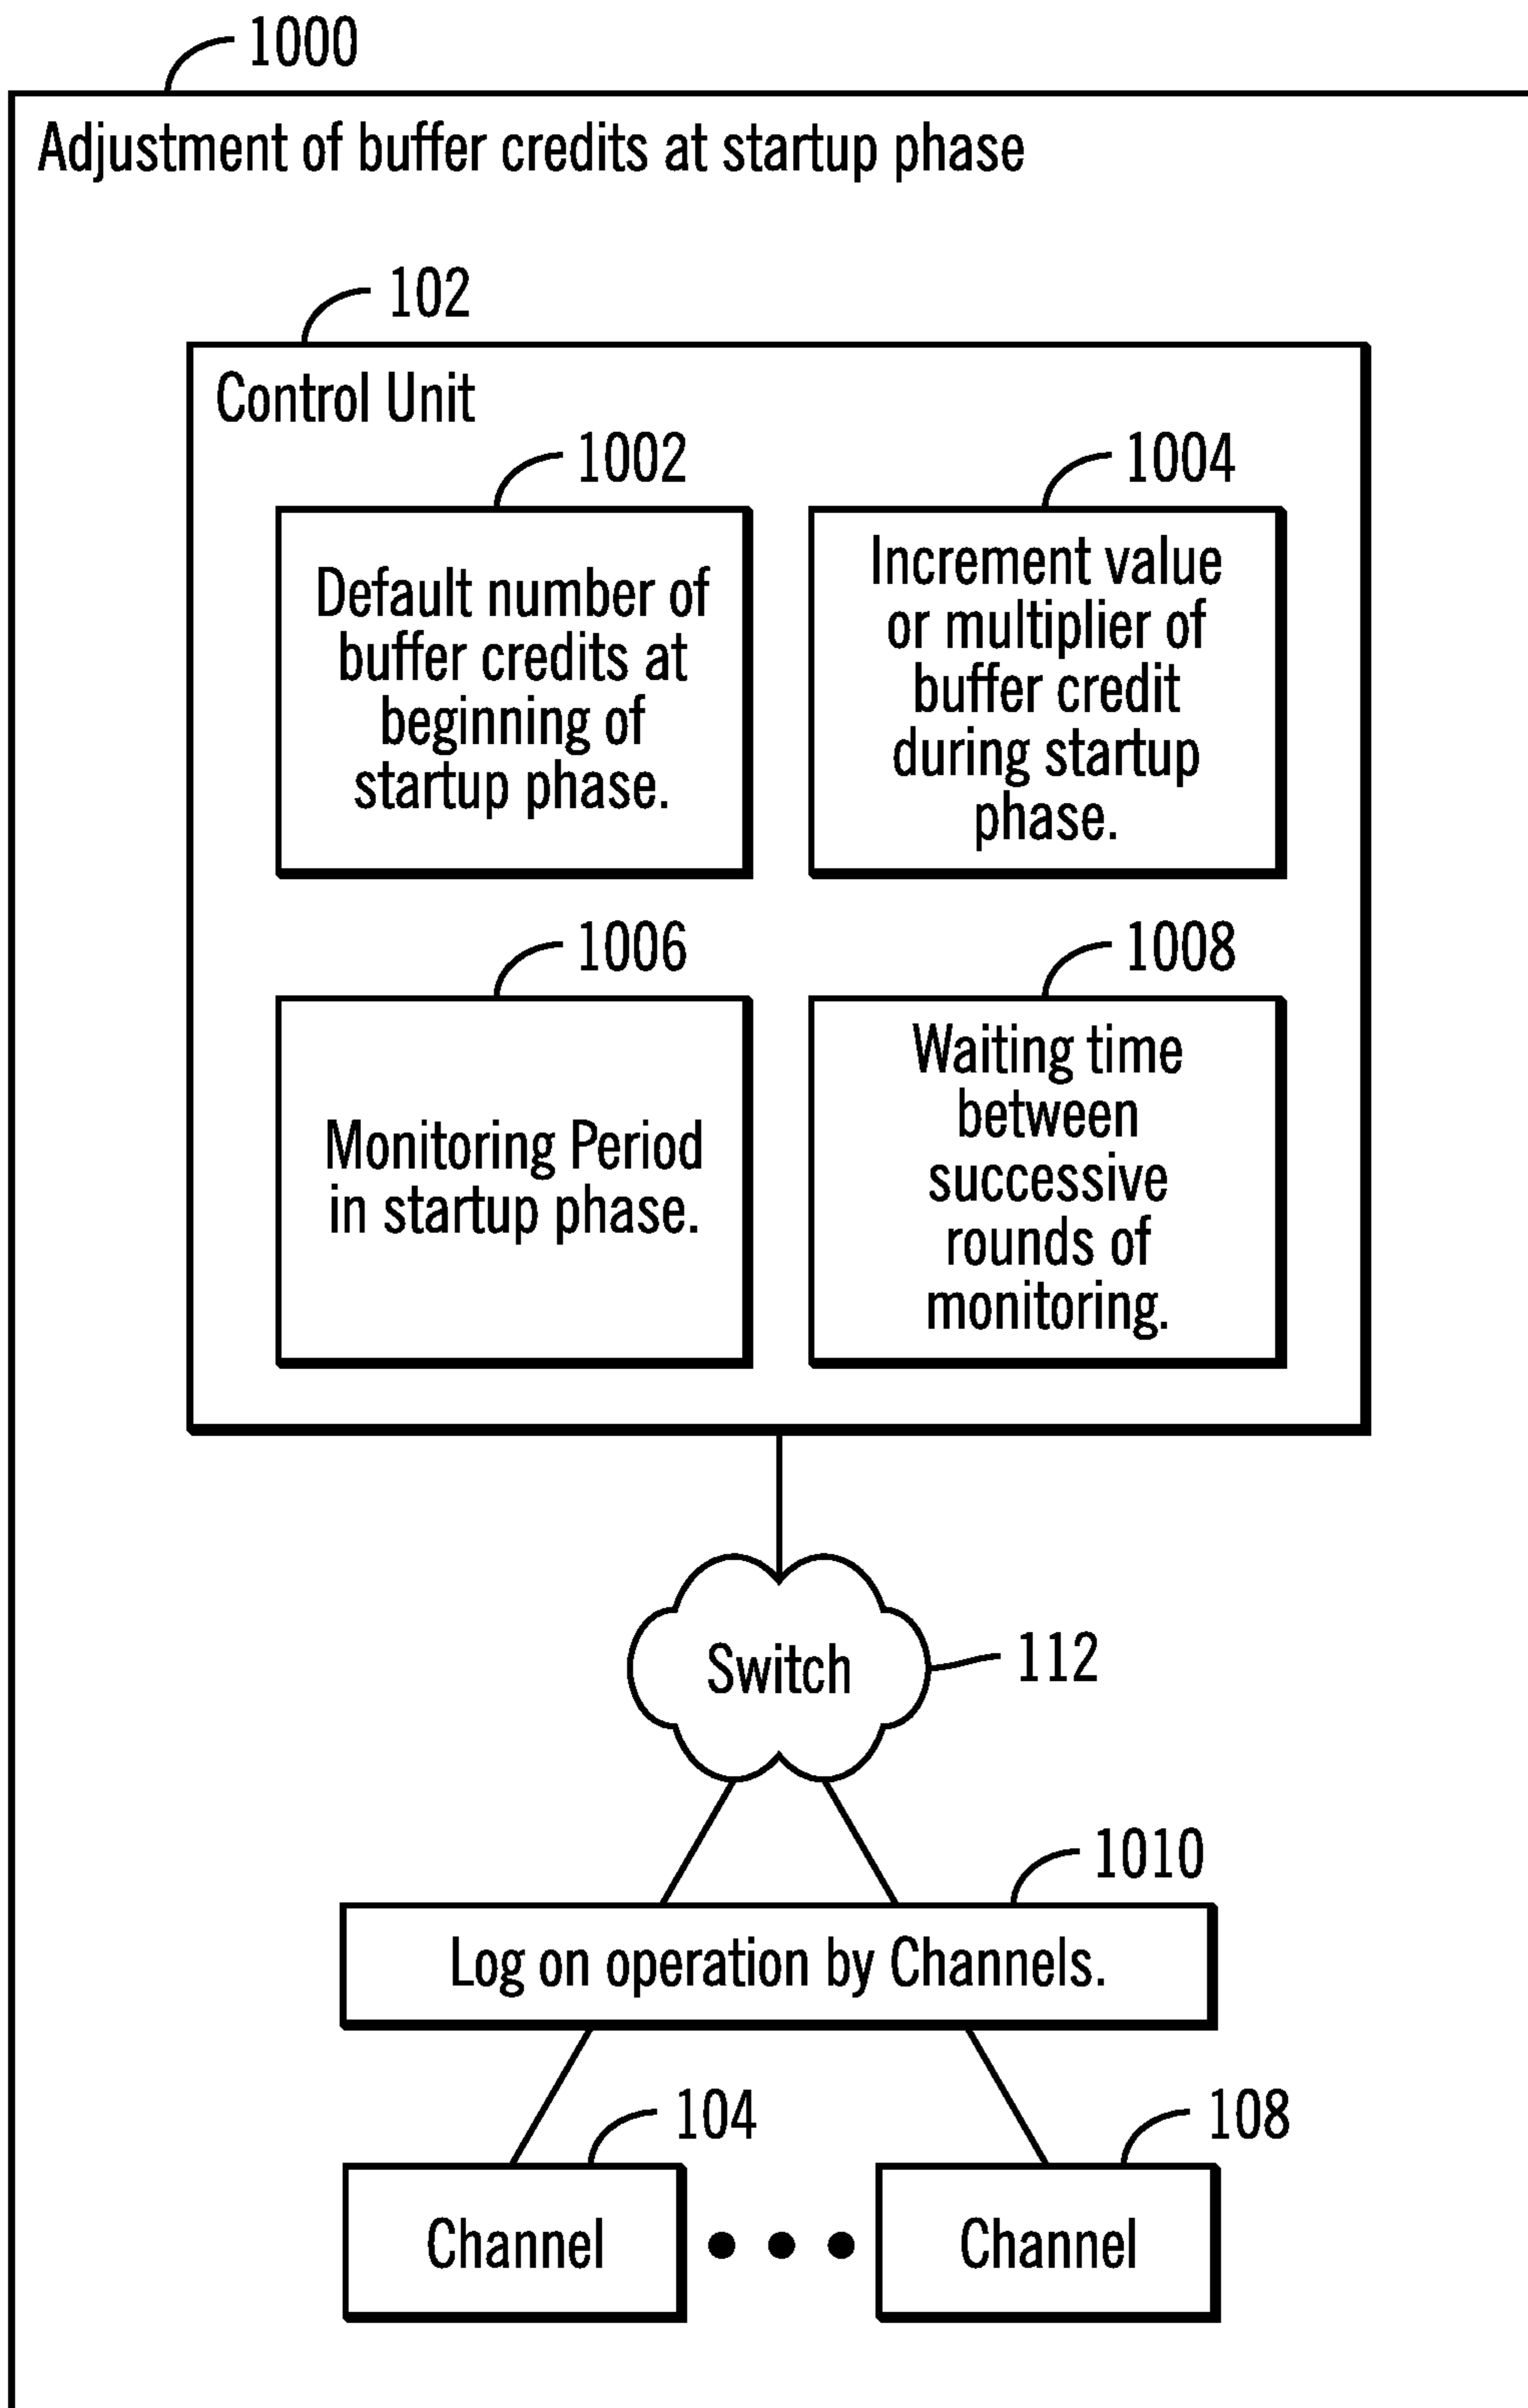 1000
Adjustment of buffer credits at startup phase
102
Control Unit
1002
Default number of
buffer credits at
beginning of
startup phase.
1004
Increment value
or multiplier of
buffer credit
during startup
phase.
1006
Monitoring Period
in startup phase.
1008
Waiting time
between
successive
rounds of
monitoring.
Switch
112
1010
Log on operation by Channels.
104
Channel
108
Channel